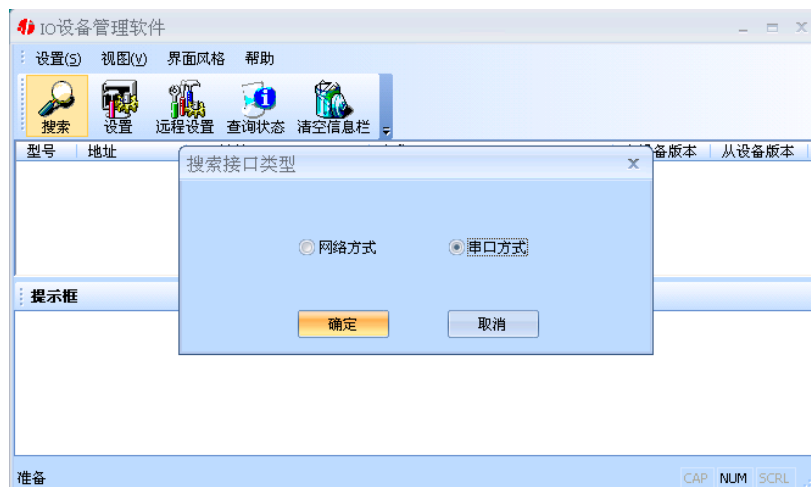 IO设备管理软件
设置(S) 视图(V) 界面风格 帮助
搜索 设置 远程设置 查询状态 清空信息栏
型号 地址 备版本 从设备版本
搜索接口类型
网络方式 串口方式
提示框
确定 取消
准备 CAP NUM SCRL